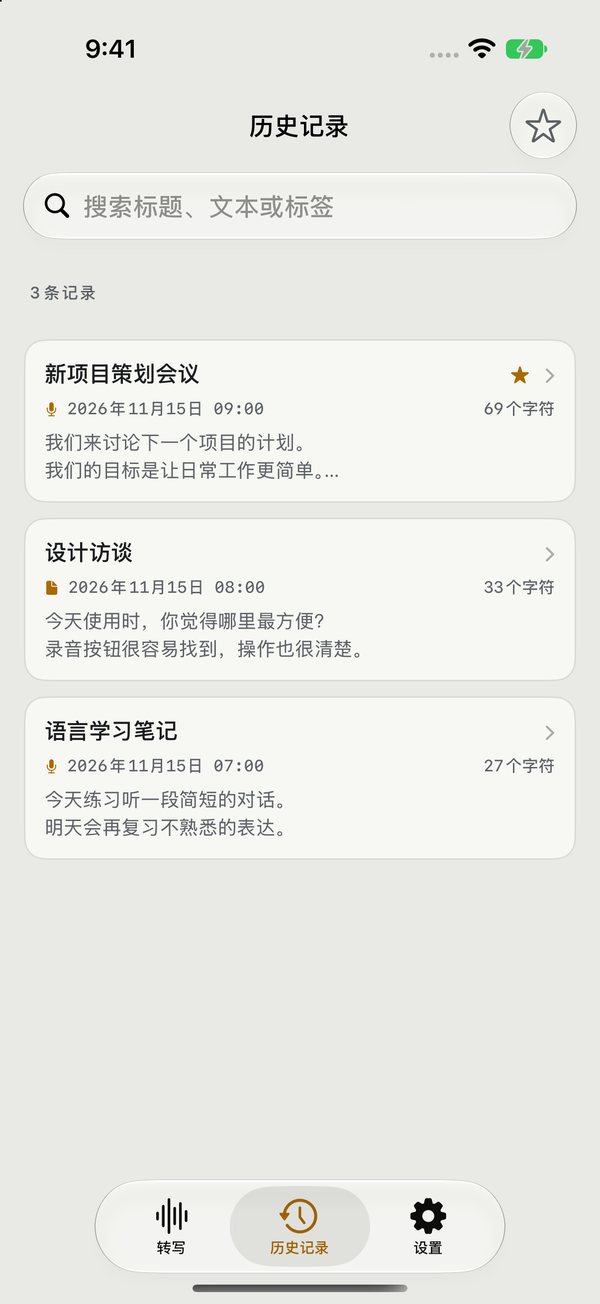 9:41
历史记录
搜索标题、文本或标签
3条记录
新项目策划会议
2026年11月15日 09:00
69个字符
我们来讨论下一个项目的计划。
我们的目标是让日常工作更简单。...
设计访谈
2026年11月15日 08:00
33个字符
今天使用时，你觉得哪里最方便？
录音按钮很容易找到，操作也很清楚。
语言学习笔记
2026年11月15日 07:00
27个字符
今天练习听一段简短的对话。
明天会再复习不熟悉的表达。
转写
历史记录
设置